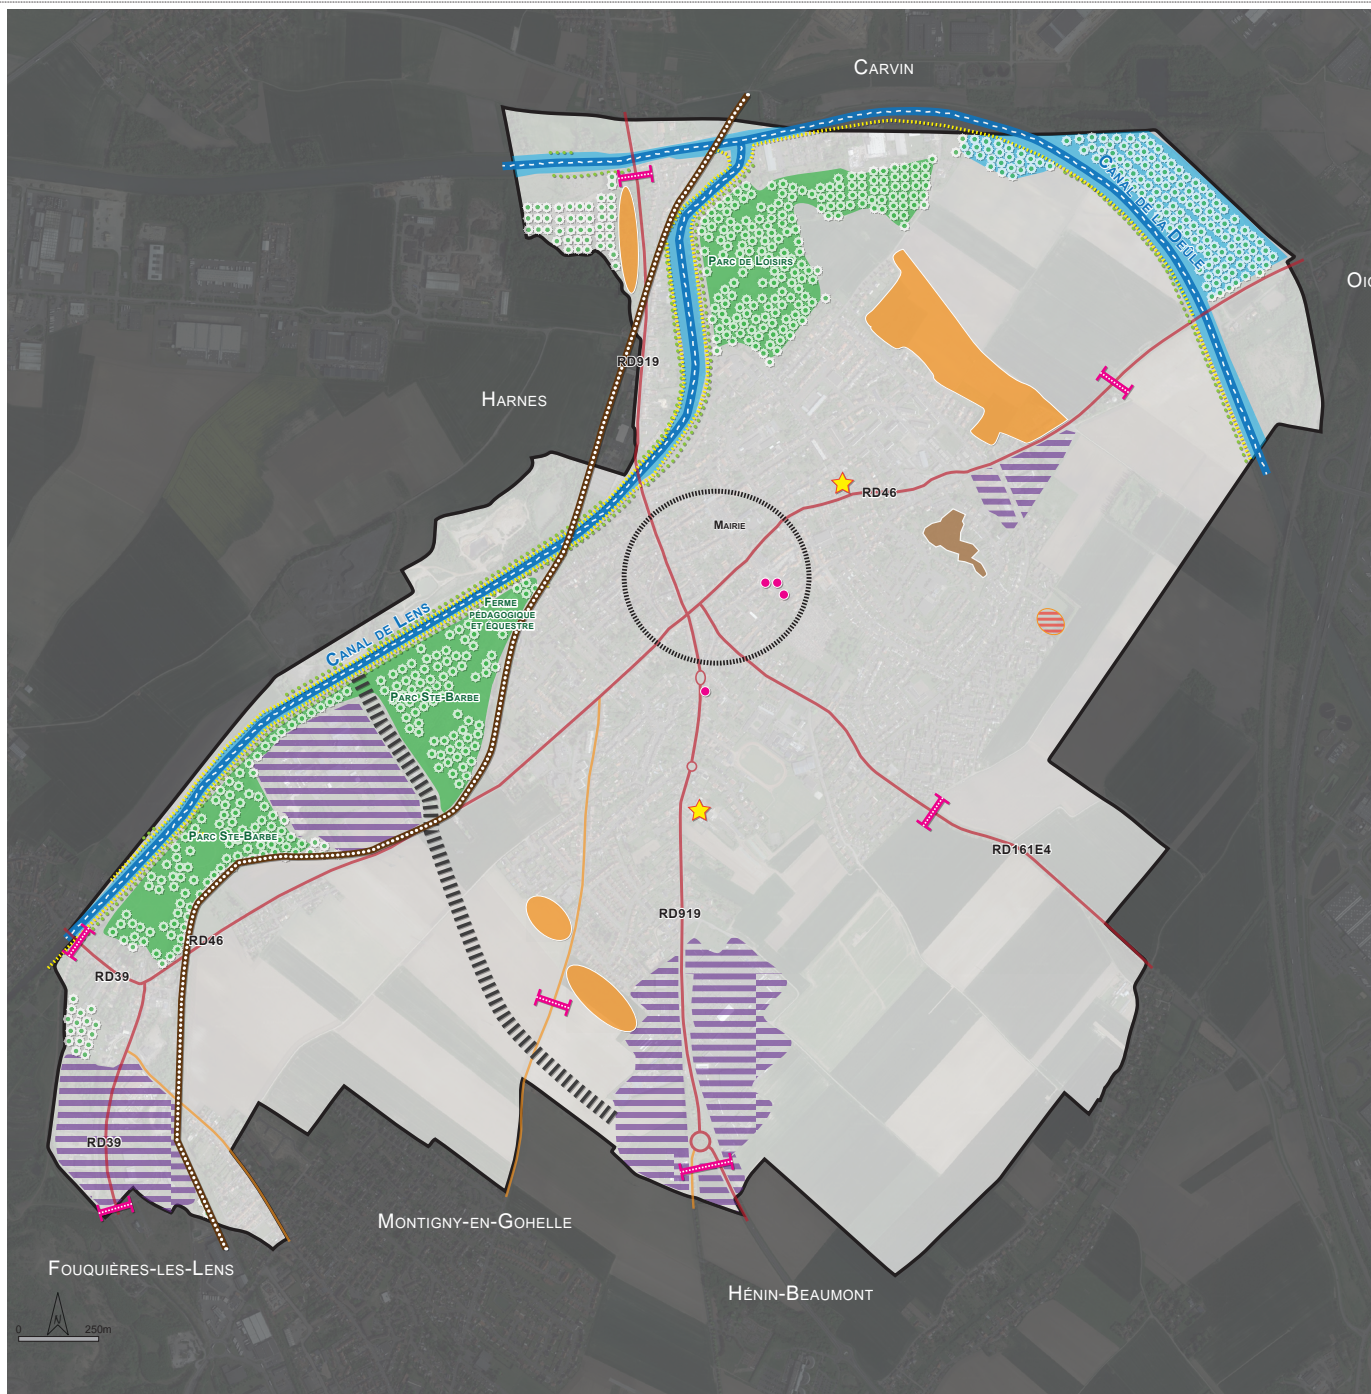 CARVIN
CANAL DE LA DEÛLE
PARC DE LOISIRS
RD919
HARNES
RD46
MAIRIE
FERME
PÉDAGOGIQUE
ET ÉQUESTRE
CANAL DE LENS
PARC STE-BARBE
PARC STE-BARBE
RD161E4
RD919
RD46
RD39
RD39
MONTIGNY-EN-GOHELLE
FOUQUIÈRES-LES-LENS
HÉNIN-BEAUMONT
N
0 250m